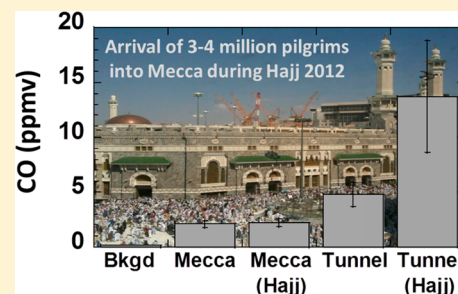 Arrival of 3-4 million pilgrims
into Mecca during Hajj 2012
CO (ppmv)
20
15
10
5
0
Bkgd Mecca Mecca (Hajj) Tunnel Tunnel (Hajj)